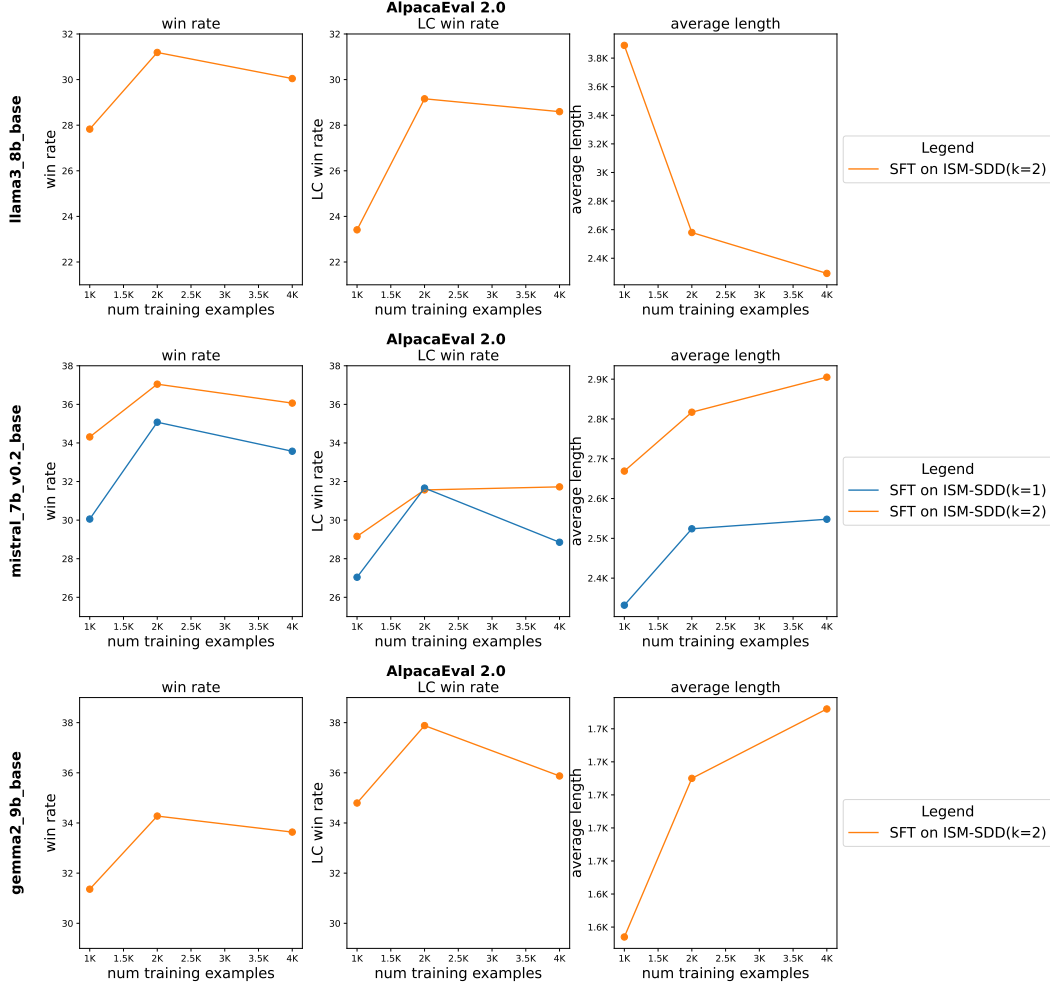 AlpacaEval 2.0
win rate
LC win rate
average length
llama3_8b_base
win rate
32
30
28
26
24
22
1K 1.5K 2K 2.5K 3K 3.5K 4K
num training examples
LC win rate
32
30
28
26
24
22
1K 1.5K 2K 2.5K 3K 3.5K 4K
num training examples
average length
3.8K
3.6K
3.4K
3.2K
3K
2.8K
2.6K
2.4K
1K 1.5K 2K 2.5K 3K 3.5K 4K
num training examples
Legend
SFT on ISM-SDD(k=2)
AlpacaEval 2.0
win rate
LC win rate
average length
mistral_7b_v0.2_base
win rate
38
36
34
32
30
28
26
1K 1.5K 2K 2.5K 3K 3.5K 4K
num training examples
LC win rate
38
36
34
32
30
28
26
1K 1.5K 2K 2.5K 3K 3.5K 4K
num training examples
average length
2.9K
2.8K
2.7K
2.6K
2.5K
2.4K
1K 1.5K 2K 2.5K 3K 3.5K 4K
num training examples
Legend
SFT on ISM-SDD(k=1)
SFT on ISM-SDD(k=2)
AlpacaEval 2.0
win rate
LC win rate
average length
gemma2_9b_base
win rate
38
36
34
32
30
1K 1.5K 2K 2.5K 3K 3.5K 4K
num training examples
LC win rate
38
36
34
32
30
1K 1.5K 2K 2.5K 3K 3.5K 4K
num training examples
average length
1.7K
1.7K
1.7K
1.7K
1.7K
1.6K
1.6K
1K 1.5K 2K 2.5K 3K 3.5K 4K
num training examples
Legend
SFT on ISM-SDD(k=2)